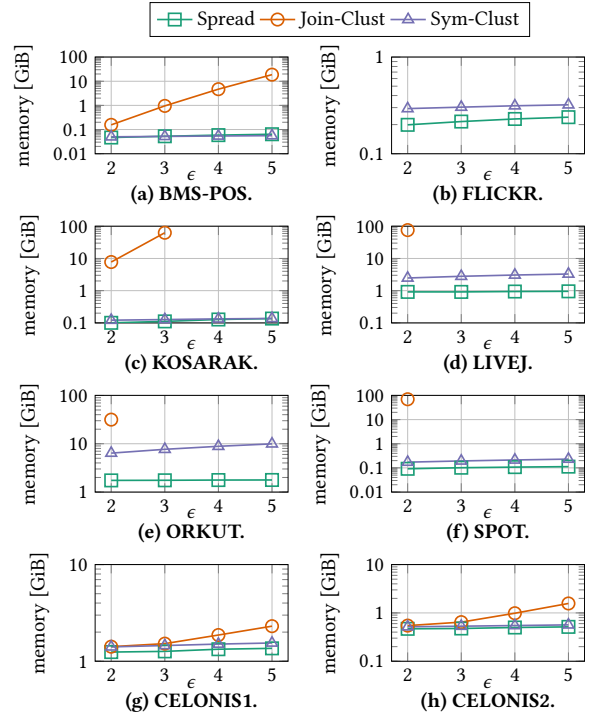 Spread Join-Clust Sym-Clust
100
10
1
0.1
0.01
memory [GiB]
2 3 4 5
ϵ
(a) BMS-POS.
1
0.1
memory [GiB]
2 3 4 5
ϵ
(b) FLICKR.
100
10
1
0.1
memory [GiB]
2 3 4 5
ϵ
(c) KOSARAK.
100
10
1
0.1
memory [GiB]
2 3 4 5
ϵ
(d) LIVEJ.
100
10
1
memory [GiB]
2 3 4 5
ϵ
(e) ORKUT.
100
10
1
0.1
0.01
memory [GiB]
2 3 4 5
ϵ
(f) SPOT.
10
1
memory [GiB]
2 3 4 5
ϵ
(g) CELONIS1.
10
1
0.1
memory [GiB]
2 3 4 5
ϵ
(h) CELONIS2.